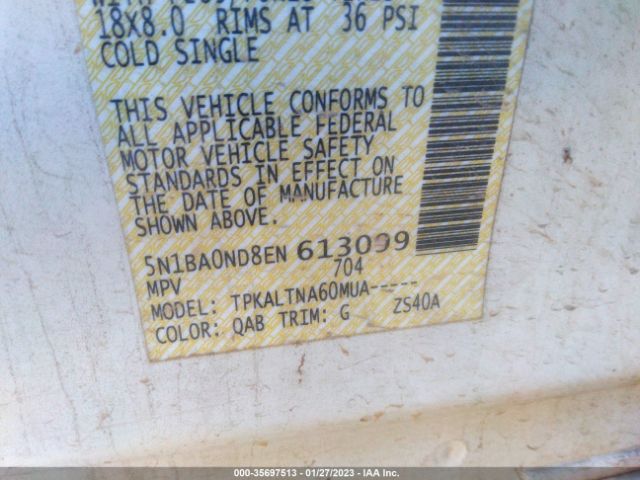 18X8.0 RIMS AT 36 PSI
COLD SINGLE
THIS VEHICLE CONFORMS TO
ALL APPLICABLE FEDERAL
MOTOR VEHICLE SAFETY
STANDARDS IN EFFECT ON
THE DATE OF MANUFACTURE
SHOWN ABOVE.
5N1BA0ND8EN 613099
704
MPV
MODEL: TPKALTNA60MUA-----
COLOR: QAB TRIM: G ZS40A
000-35697513 - 01/27/2023 - IAA Inc.